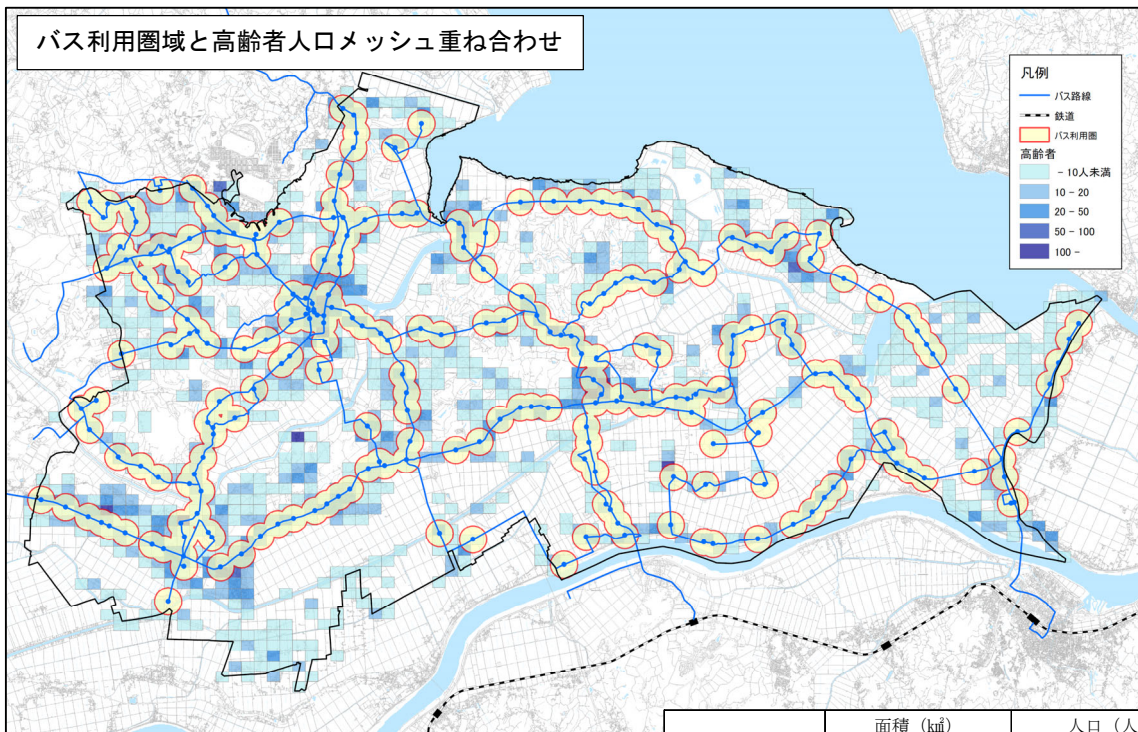 バス利用圏域と高齢者人口メッシュ重ね合わせ
凡例
バス路線
鉄道
バス利用圏
高齢者
- 10人未満
10 - 20
20 - 50
50 - 100
100 -
面積（㎢） 人口（人